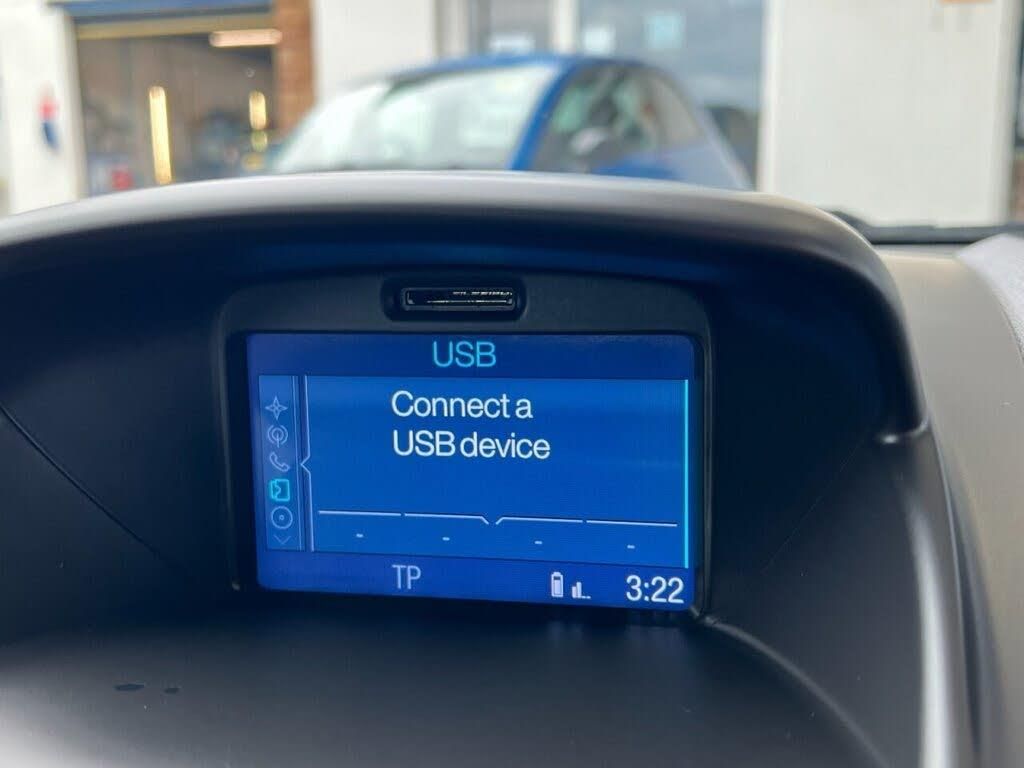 USB
Connect a
USB device
TP
3:22